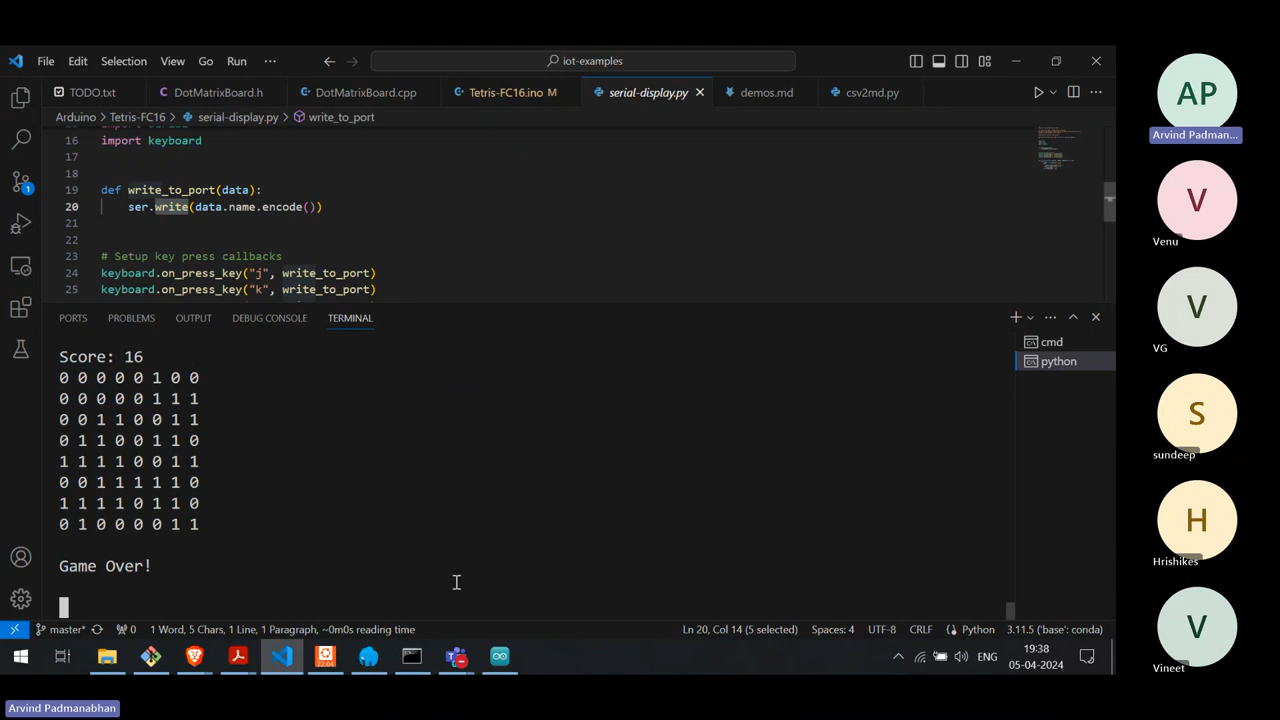 File Edit Selection View Go Run ... iot-examples
TODO.txt DotMatrixBoard.h DotMatrixBoard.cpp Tetris-FC16.ino M serial-display.py demos.md csv2md.py
Arduino > Tetris-FC16 > serial-display.py > write_to_port
16 import keyboard
17
18
19 def write_to_port(data):
20 ser.write(data.name.encode())
21
22
23 # Setup key press callbacks
24 keyboard.on_press_key("j", write_to_port)
25 keyboard.on_press_key("k", write_to_port)
PORTS PROBLEMS OUTPUT DEBUG CONSOLE TERMINAL
cmd
python
Score: 16
0 0 0 0 0 1 0 0
0 0 0 0 0 1 1 1
0 0 1 1 0 0 1 1
0 1 1 0 0 1 1 0
1 1 1 1 0 0 1 1
0 0 1 1 1 1 1 0
1 1 1 1 0 1 1 0
0 1 0 0 0 0 1 1
Game Over!
master* 0 1 Word, 5 Chars, 1 Line, 1 Paragraph, ~0m0s reading time Ln 20, Col 14 (5 selected) Spaces: 4 UTF-8 CRLF Python 3.11.5 ('base': conda)
22.04 ENG 19:38
05-04-2024
AP
Arvind Padman...
V
Venu
V
VG
S
sundeep
H
Hrishikes
V
Vineet
Arvind Padmanabhan